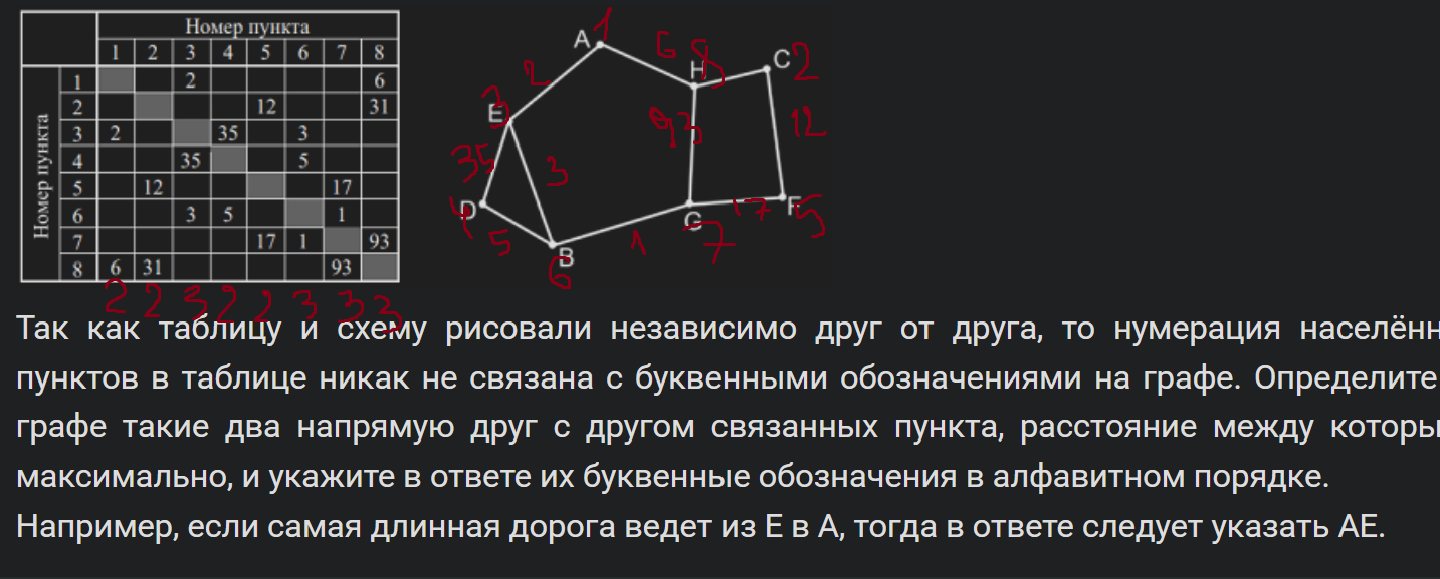 Номер пункта
1 2 3 4 5 6 7 8
Номер пункта
1 2 6
2 12 31
3 2 35 3
4 35 5
5 12 17
6 3 5 1
7 17 1 93
8 6 31 93
2 2 3 2 2 3 3 3
A 1
6
H 8
C 2
2
E 3
93
12
35
3
D 4
G 7
17
F 5
5
1
B 6
Так как таблицу и схему рисовали независимо друг от друга, то нумерация населённ
пунктов в таблице никак не связана с буквенными обозначениями на графе. Определите
графе такие два напрямую друг с другом связанных пункта, расстояние между которы
максимально, и укажите в ответе их буквенные обозначения в алфавитном порядке.
Например, если самая длинная дорога ведет из E в A, тогда в ответе следует указать AE.